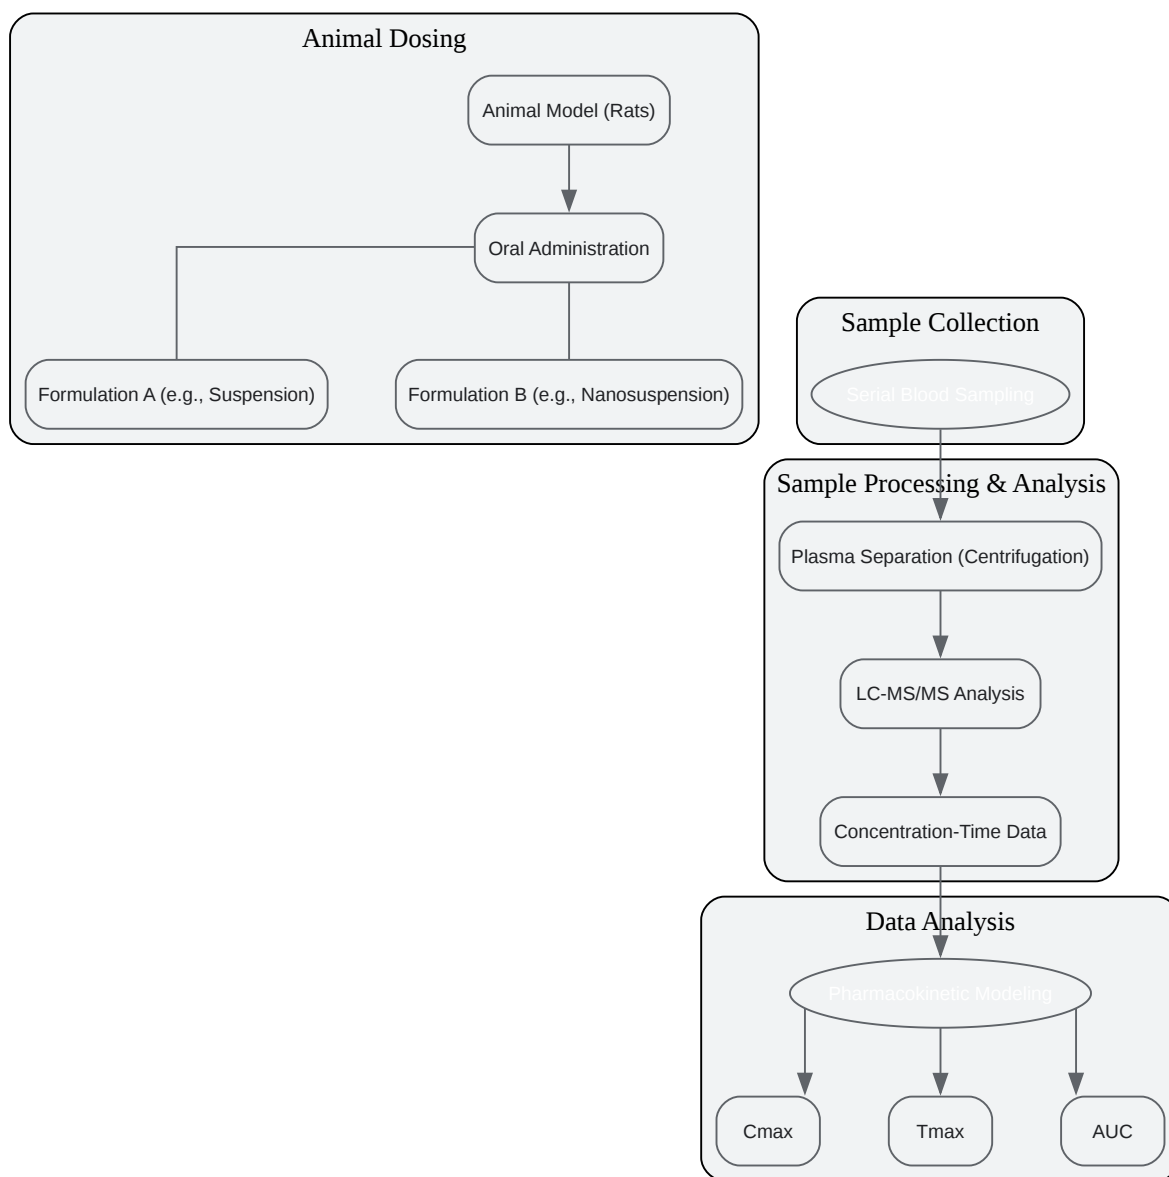 Animal Dosing
Animal Model (Rats)
Oral Administration
Formulation A (e.g., Suspension)
Formulation B (e.g., Nanosuspension)
Sample Collection
Serial Blood Sampling
Sample Processing & Analysis
Plasma Separation (Centrifugation)
LC-MS/MS Analysis
Concentration-Time Data
Data Analysis
Pharmacokinetic Modeling
Cmax
Tmax
AUC